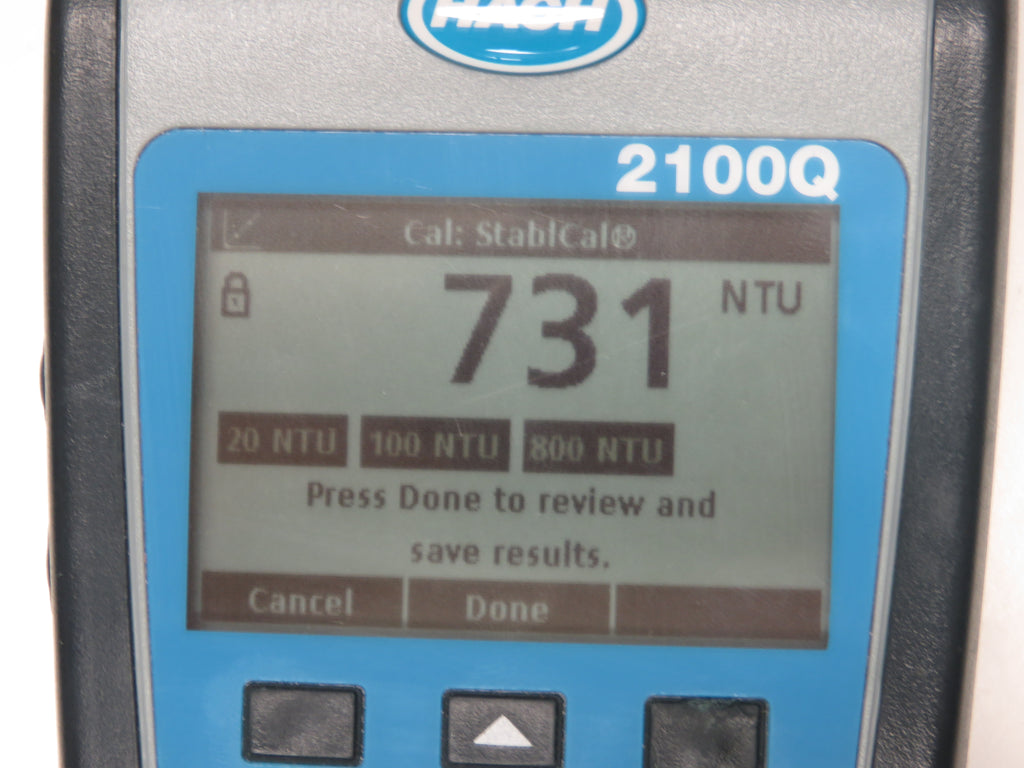 HACH
2100Q
Cal: StablCal®
731 NTU
20 NTU 100 NTU 800 NTU
Press Done to review and
save results.
Cancel Done